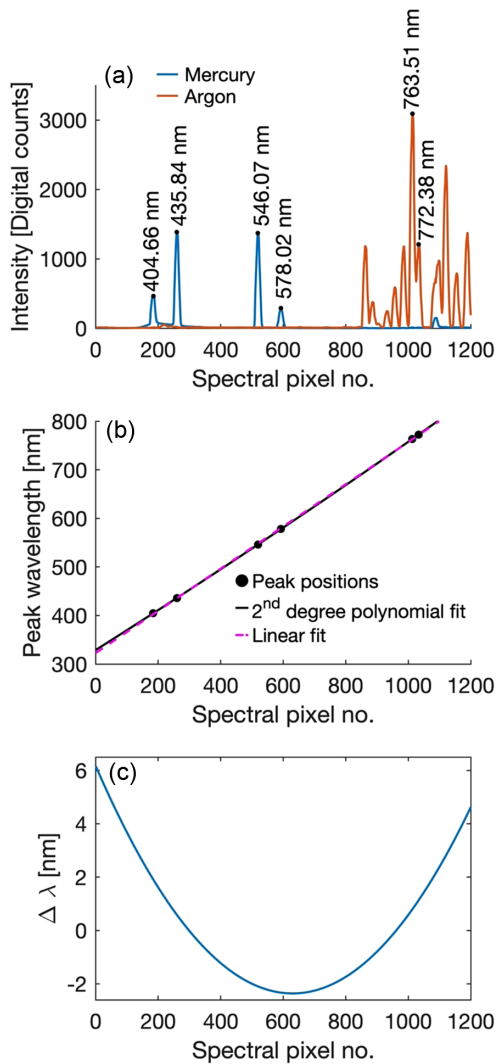 (a)
Mercury
Argon
404.66 nm
435.84 nm
546.07 nm
578.02 nm
763.51 nm
772.38 nm
Intensity [Digital counts]
3000
2000
1000
0
0 200 400 600 800 1000 1200
Spectral pixel no.
(b)
Peak wavelength [nm]
800
700
600
500
400
300
Peak positions
2nd degree polynomial fit
Linear fit
0 200 400 600 800 1000 1200
Spectral pixel no.
(c)
Δ λ [nm]
6
4
2
0
-2
0 200 400 600 800 1000 1200
Spectral pixel no.